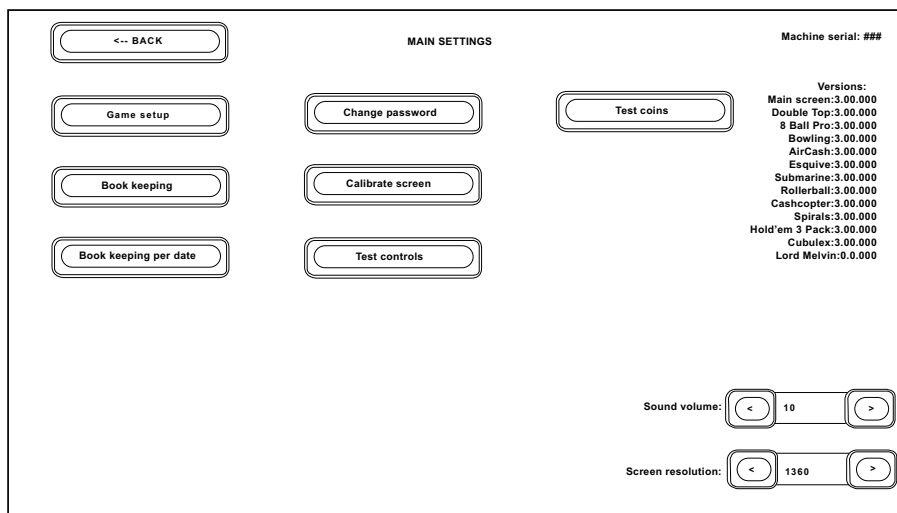 <-- BACK
MAIN SETTINGS
Machine serial: ###
Game setup
Change password
Test coins
Book keeping
Calibrate screen
Book keeping per date
Test controls
Versions:
Main screen:3.00.000
Double Top:3.00.000
8 Ball Pro:3.00.000
Bowling:3.00.000
AirCash:3.00.000
Esquive:3.00.000
Submarine:3.00.000
Rollerball:3.00.000
Cashcopter:3.00.000
Spirals:3.00.000
Hold'em 3 Pack:3.00.000
Cubulex:3.00.000
Lord Melvin:0.0.000
Sound volume: < 10 >
Screen resolution: < 1360 >